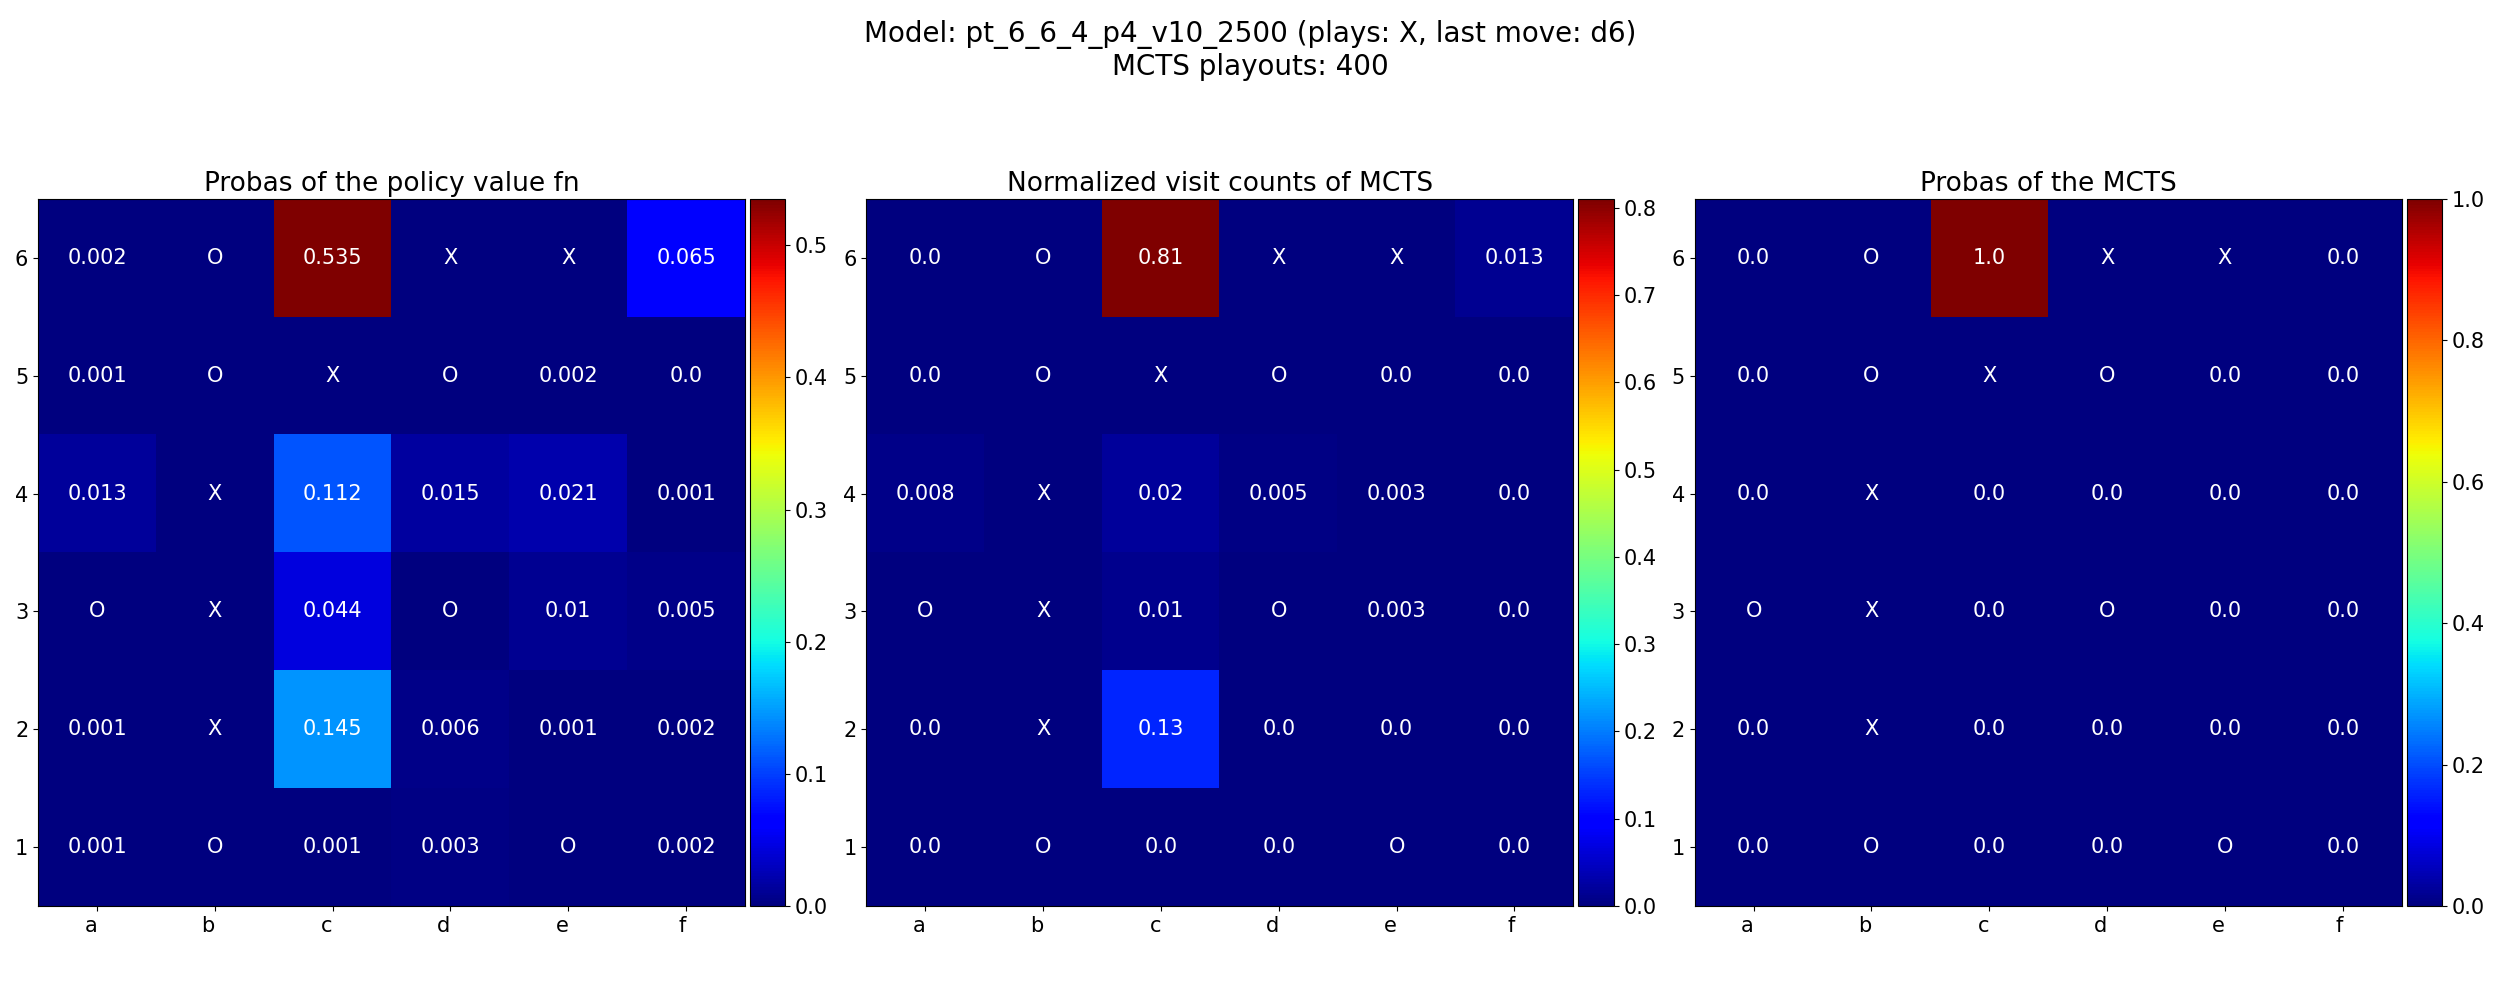 Model: pt_6_6_4_p4_v10_2500 (plays: X, last move: d6)
MCTS playouts: 400
Probas of the policy value fn
6 0.002 O 0.535 X X 0.065
5 0.001 O X O 0.002 0.0
4 0.013 X 0.112 0.015 0.021 0.001
3 O X 0.044 O 0.01 0.005
2 0.001 X 0.145 0.006 0.001 0.002
1 0.001 O 0.001 0.003 O 0.002
a b c d e f
0.5
0.4
0.3
0.2
0.1
0.0
Normalized visit counts of MCTS
6 0.0 O 0.81 X X 0.013
5 0.0 O X O 0.0 0.0
4 0.008 X 0.02 0.005 0.003 0.0
3 O X 0.01 O 0.003 0.0
2 0.0 X 0.13 0.0 0.0 0.0
1 0.0 O 0.0 0.0 O 0.0
a b c d e f
0.8
0.7
0.6
0.5
0.4
0.3
0.2
0.1
0.0
Probas of the MCTS
6 0.0 O 1.0 X X 0.0
5 0.0 O X O 0.0 0.0
4 0.0 X 0.0 0.0 0.0 0.0
3 O X 0.0 O 0.0 0.0
2 0.0 X 0.0 0.0 0.0 0.0
1 0.0 O 0.0 0.0 O 0.0
a b c d e f
1.0
0.8
0.6
0.4
0.2
0.0